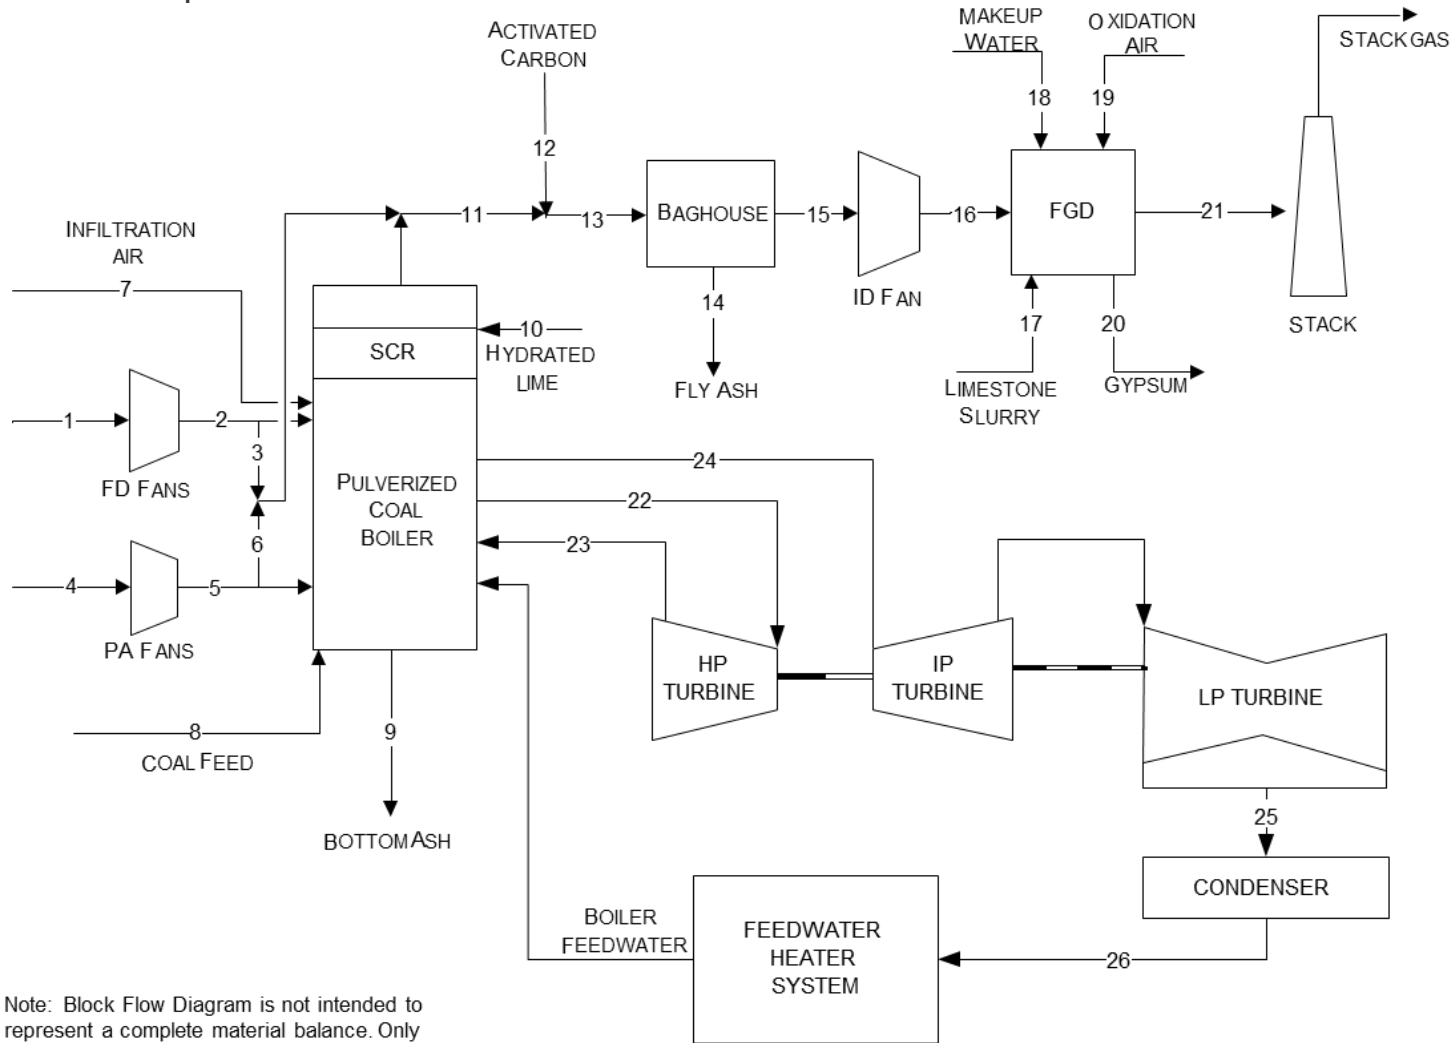 ACTIVATED
CARBON
MAKEUP
WATER
OXIDATION
AIR
STACK GAS
18
19
12
INFILTRATION
AIR
7
11
13
BAGHOUSE
15
16
FGD
21
ID FAN
14
17
20
STACK
10
HYDRATED
LIME
SCR
FLY ASH
LIMESTONE
SLURRY
GYPSUM
1
2
3
FD FANS
24
22
23
PULVERIZED
COAL
BOILER
6
4
5
PA FANS
HP
TURBINE
IP
TURBINE
LP TURBINE
8
COAL FEED
9
BOTTOM ASH
25
CONDENSER
BOILER
FEEDWATER
FEEDWATER
HEATER
SYSTEM
26
Note: Block Flow Diagram is not intended to
represent a complete material balance. Only